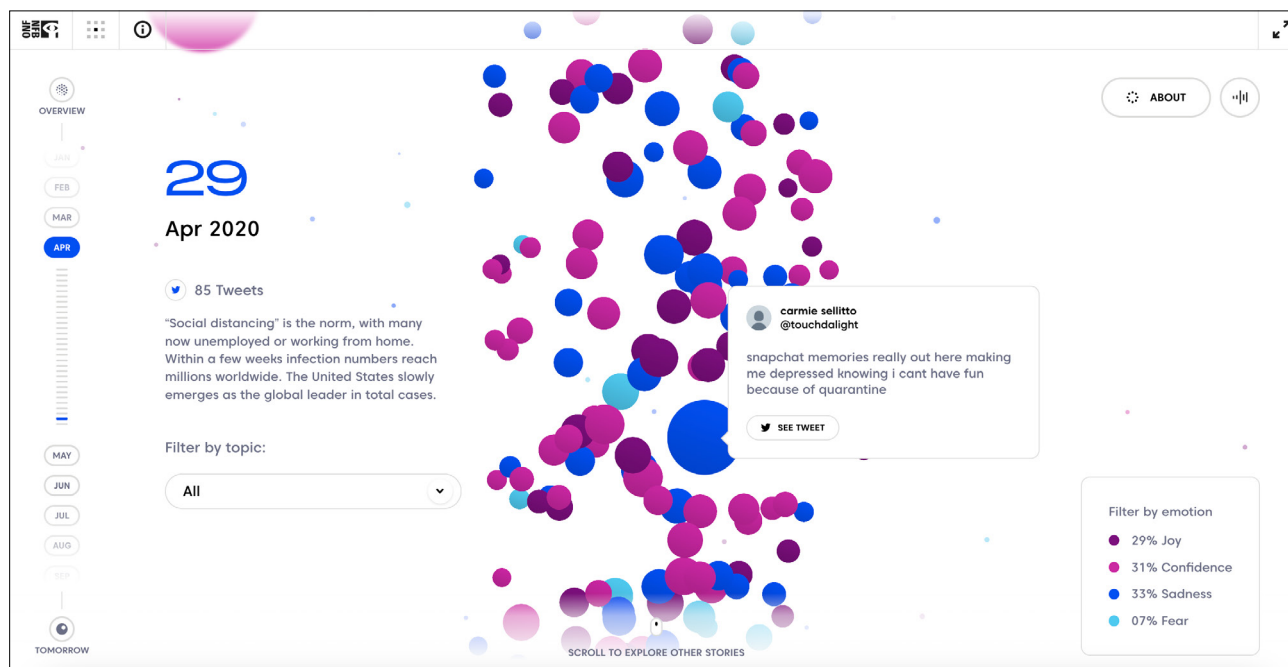 ONF
NFB
OVERVIEW
JAN
FEB
MAR
APR
MAY
JUN
JUL
AUG
SEP
TOMORROW
29
Apr 2020
85 Tweets
“Social distancing” is the norm, with many
now unemployed or working from home.
Within a few weeks infection numbers reach
millions worldwide. The United States slowly
emerges as the global leader in total cases.
Filter by topic:
All
carmie sellitto
@touchdalight
snapchat memories really out here making
me depressed knowing i cant have fun
because of quarantine
SEE TWEET
SCROLL TO EXPLORE OTHER STORIES
ABOUT
Filter by emotion
29% Joy
31% Confidence
33% Sadness
07% Fear